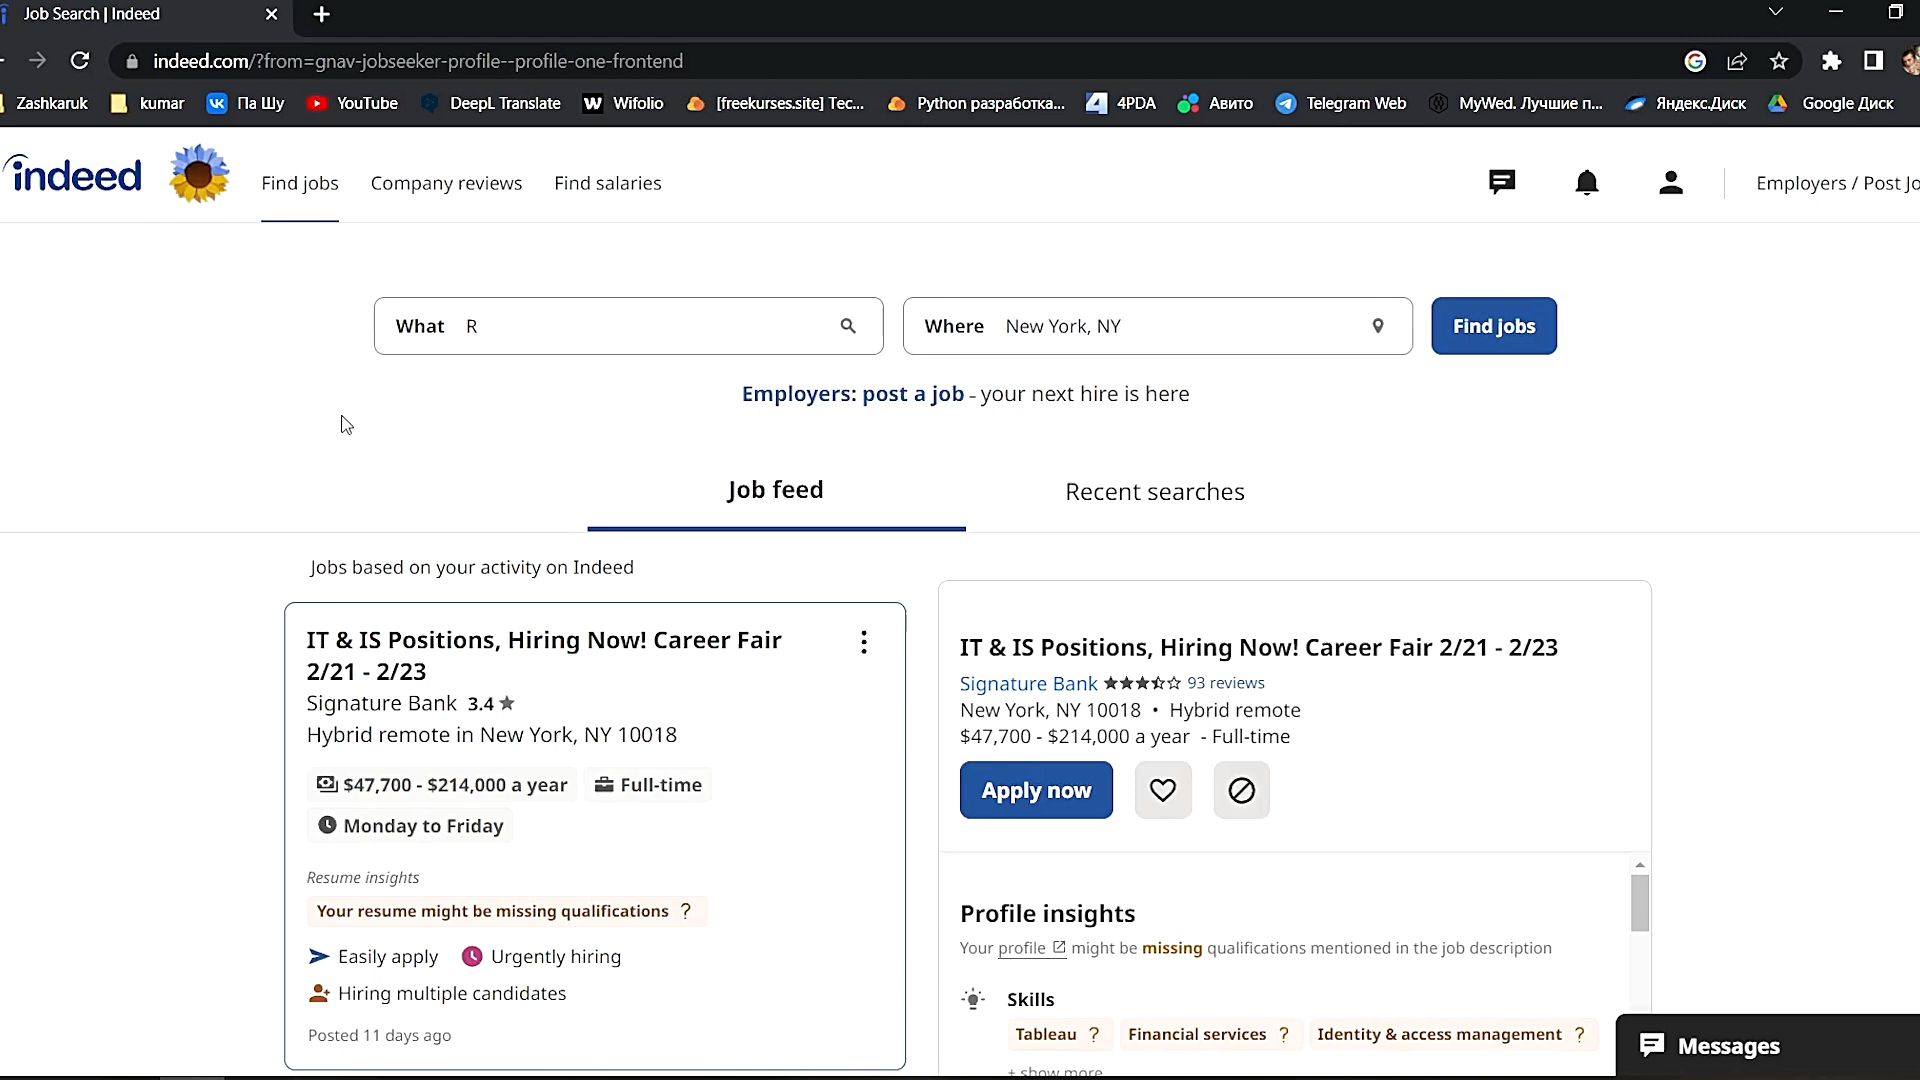 Job Search | Indeed
indeed.com/?from=gnav-jobseeker-profile--profile-one-frontend
Zashkaruk kumar Па Шу YouTube DeepL Translate Wifolio [freekurses.site] Tec... Python разработка... 4PDA Авито Telegram Web MyWed. Лучшие п... Яндекс.Диск Google Диск
indeed Find jobs Company reviews Find salaries Employers / Post Jo
What R Where New York, NY Find jobs
Employers: post a job - your next hire is here
Job feed Recent searches
Jobs based on your activity on Indeed
IT & IS Positions, Hiring Now! Career Fair
2/21 - 2/23
Signature Bank 3.4
Hybrid remote in New York, NY 10018
$47,700 - $214,000 a year Full-time
Monday to Friday
Resume insights
Your resume might be missing qualifications ?
Easily apply Urgently hiring
Hiring multiple candidates
Posted 11 days ago
IT & IS Positions, Hiring Now! Career Fair 2/21 - 2/23
Signature Bank 93 reviews
New York, NY 10018 • Hybrid remote
$47,700 - $214,000 a year - Full-time
Apply now
Profile insights
Your profile might be missing qualifications mentioned in the job description
Skills
Tableau ? Financial services ? Identity & access management ?
+ show more
Messages